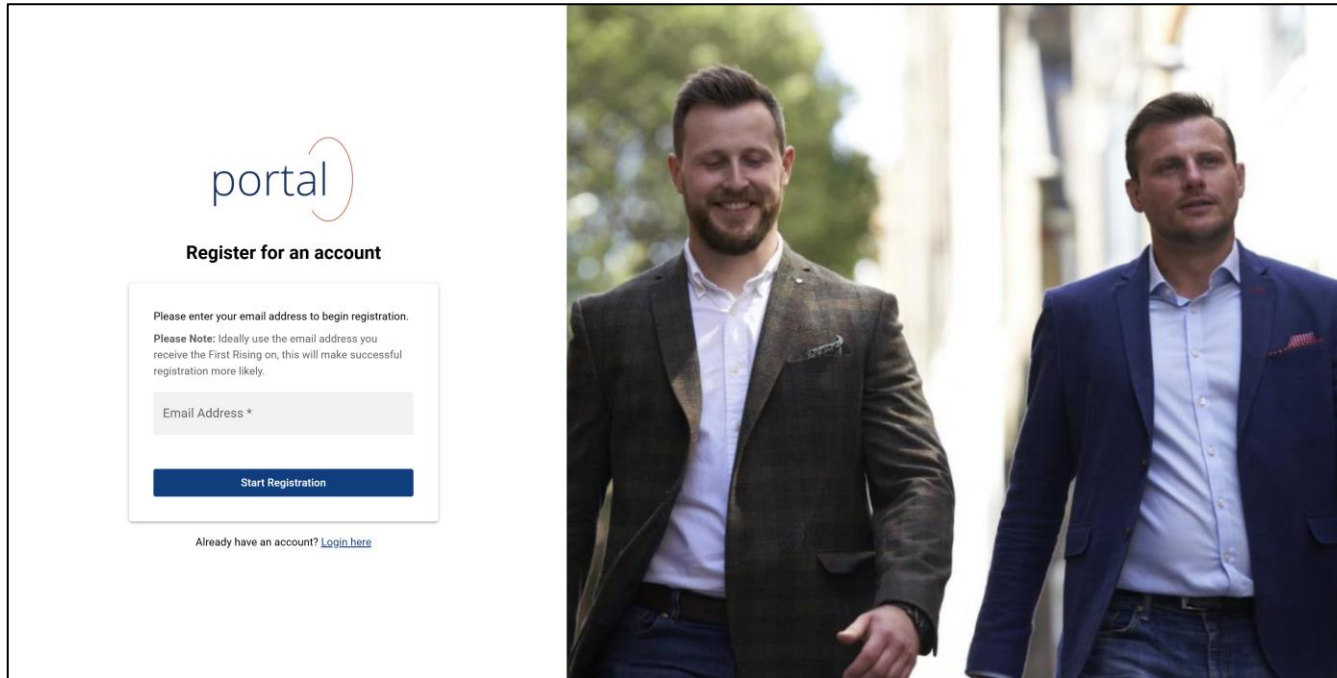 portal
Register for an account
Please enter your email address to begin registration.
Please Note: Ideally use the email address you
receive the First Rising on, this will make successful
registration more likely.
Email Address *
Start Registration
Already have an account? Login here